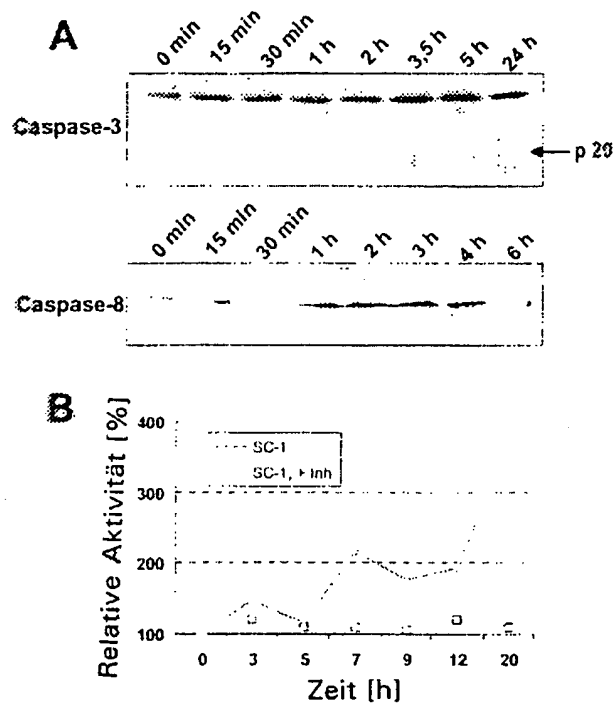 A
0 min 15 min 30 min 1 h 2 h 3,5 h 5 h 24 h
Caspase-3
p 20
0 min 15 min 30 min 1 h 2 h 3 h 4 h 6 h
Caspase-8
B
Relative Aktivität [%]
400
300
200
100
SC-1
SC-1, + Inh
0 3 5 7 9 12 20
Zeit [h]